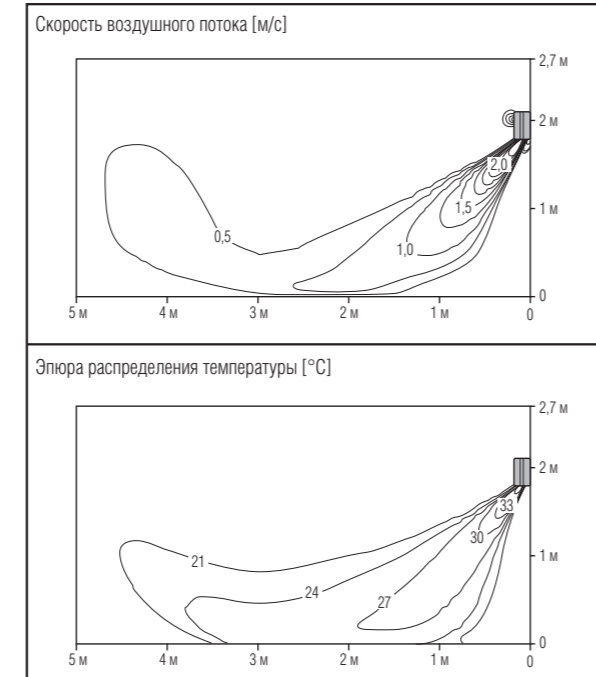 Скорость воздушного потока [м/с]
2,7 м
2 м
2,0
1,5
1 м
0,5
1,0
0
5 м 4 м 3 м 2 м 1 м 0
Эпюра распределения температуры [°C]
2,7 м
2 м
33
30
21
1 м
24
27
0
5 м 4 м 3 м 2 м 1 м 0